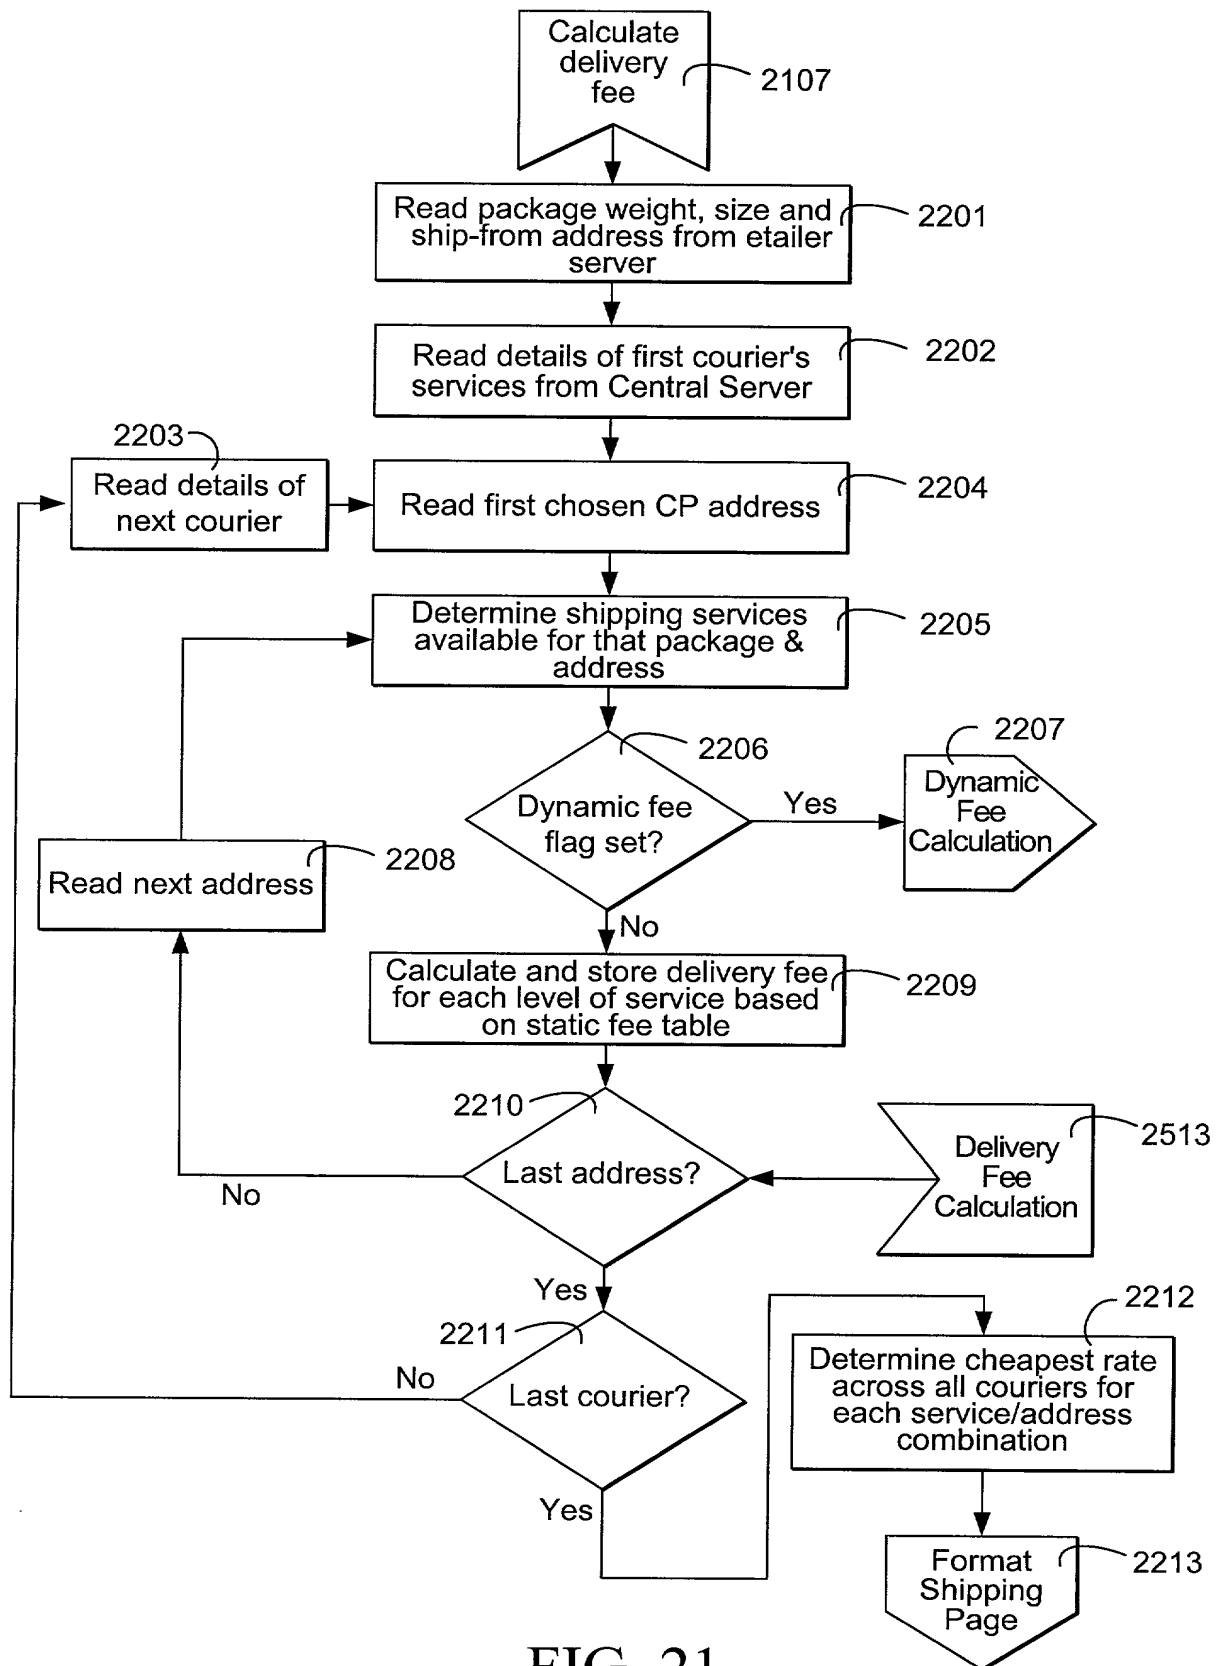 Calculate
delivery
fee
2107
Read package weight, size and
ship-from address from etailer
server
2201
Read details of first courier's
services from Central Server
2202
2203
Read details of
next courier
Read first chosen CP address
2204
Determine shipping services
available for that package &
address
2205
2206
Dynamic fee
flag set?
Yes
2207
Dynamic
Fee
Calculation
2208
Read next address
No
Calculate and store delivery fee
for each level of service based
on static fee table
2209
2210
Last address?
No
2513
Delivery
Fee
Calculation
Yes
2211
Last courier?
No
Yes
2212
Determine cheapest rate
across all couriers for
each service/address
combination
Format
Shipping
Page
2213
FIG. 21